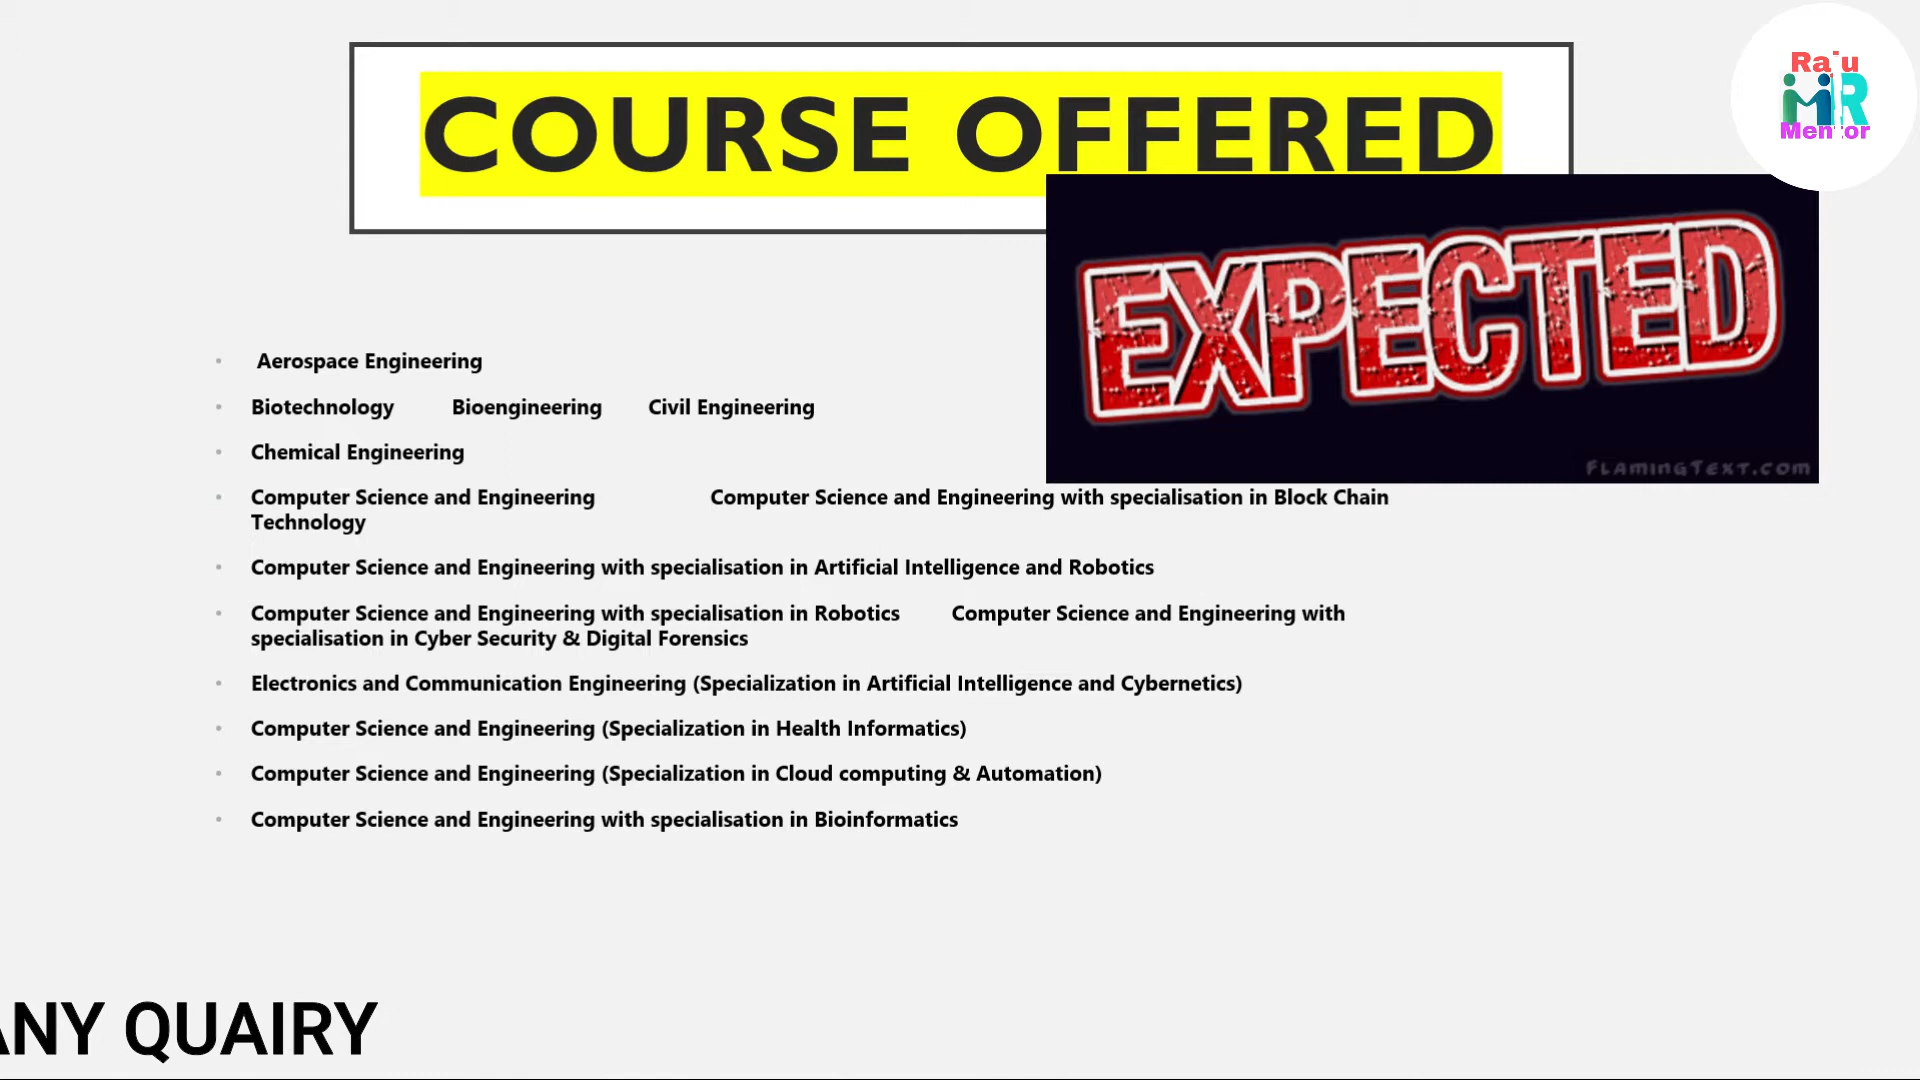 COURSE OFFERED
Raju
MR
Mentor
EXPECTED
FLAMINGTEXT.COM
Aerospace Engineering
Biotechnology Bioengineering Civil Engineering
Chemical Engineering
Computer Science and Engineering Computer Science and Engineering with specialisation in Block Chain
Technology
Computer Science and Engineering with specialisation in Artificial Intelligence and Robotics
Computer Science and Engineering with specialisation in Robotics Computer Science and Engineering with
specialisation in Cyber Security & Digital Forensics
Electronics and Communication Engineering (Specialization in Artificial Intelligence and Cybernetics)
Computer Science and Engineering (Specialization in Health Informatics)
Computer Science and Engineering (Specialization in Cloud computing & Automation)
Computer Science and Engineering with specialisation in Bioinformatics
ANY QUAIRY